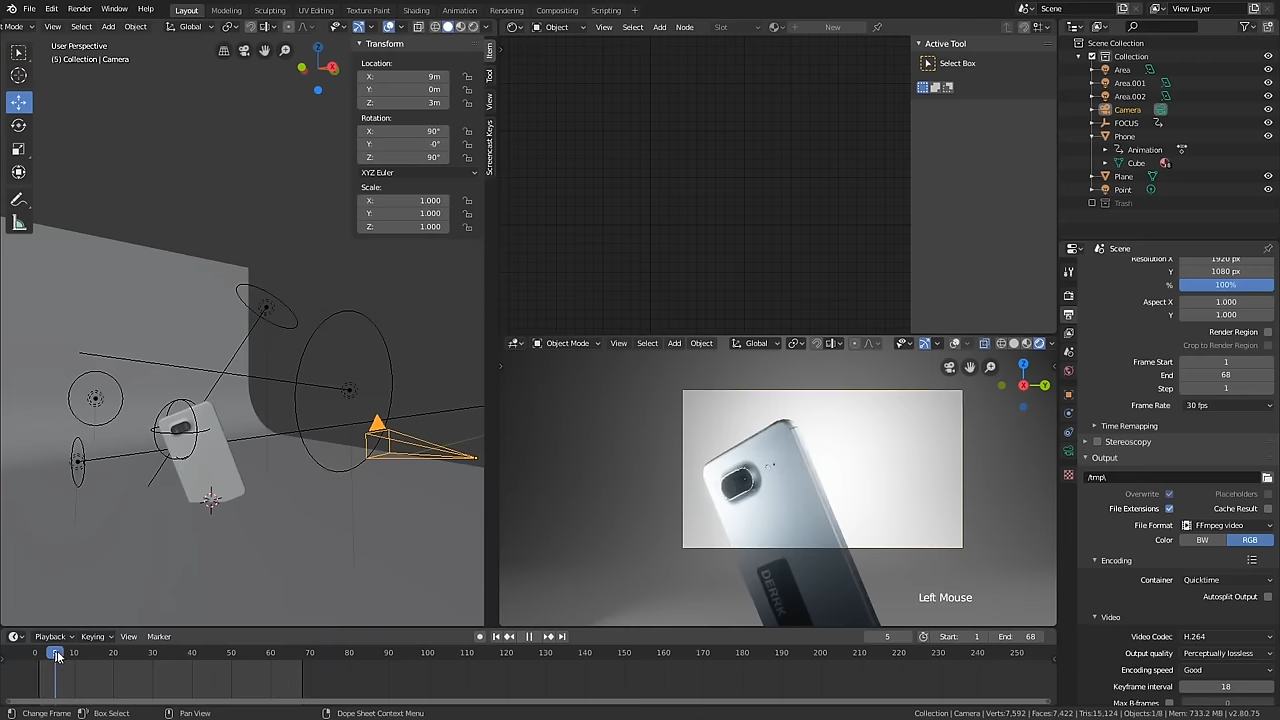 File Edit Render Window Help Layout Modeling Sculpting UV Editing Texture Paint Shading Animation Rendering Compositing Scripting + Scene View Layer
t Mode View Select Add Object Global Object View Select Add Node Slot New
User Perspective
(5) Collection | Camera
Transform
Location:
X: 9m
Y: 0m
Z: 3m
Rotation:
X: 90°
Y: -0°
Z: 90°
XYZ Euler
Scale:
X: 1.000
Y: 1.000
Z: 1.000
Item
Tool
View
Screencast Keys
Z
X
Active Tool
Select Box
Scene Collection
Collection
Area
Area.001
Area.002
Camera
FOCUS
Phone
Animation
Cube
Plane
Point
Trash
Scene
Resolution X 1920 px
Y 1080 px
% 100%
Aspect X 1.000
Y 1.000
Render Region
Crop to Render Region
Frame Start 1
End 68
Step 1
Frame Rate 30 fps
Time Remapping
Stereoscopy
Output
/tmp\
Overwrite Placeholders
File Extensions Cache Result
File Format FFmpeg video
Color BW RGB
Encoding
Container Quicktime
Autosplit Output
Video
Video Codec H.264
Output quality Perceptually lossless
Encoding speed Good
Keyframe interval 18
Max B-frames 0
Object Mode View Select Add Object Global
Z
X
Y
DERRK
Left Mouse
Playback Keying View Marker 5 Start: 1 End: 68
0 10 20 30 40 50 60 70 80 90 100 110 120 130 140 150 160 170 180 190 200 210 220 230 240 250
Change Frame Box Select Pan View Dope Sheet Context Menu Collection | Camera | Verts:7,592 | Faces:7,422 | Tris:15,124 | Objects:1/8 | Mem: 733.2 MB | v2.80.75